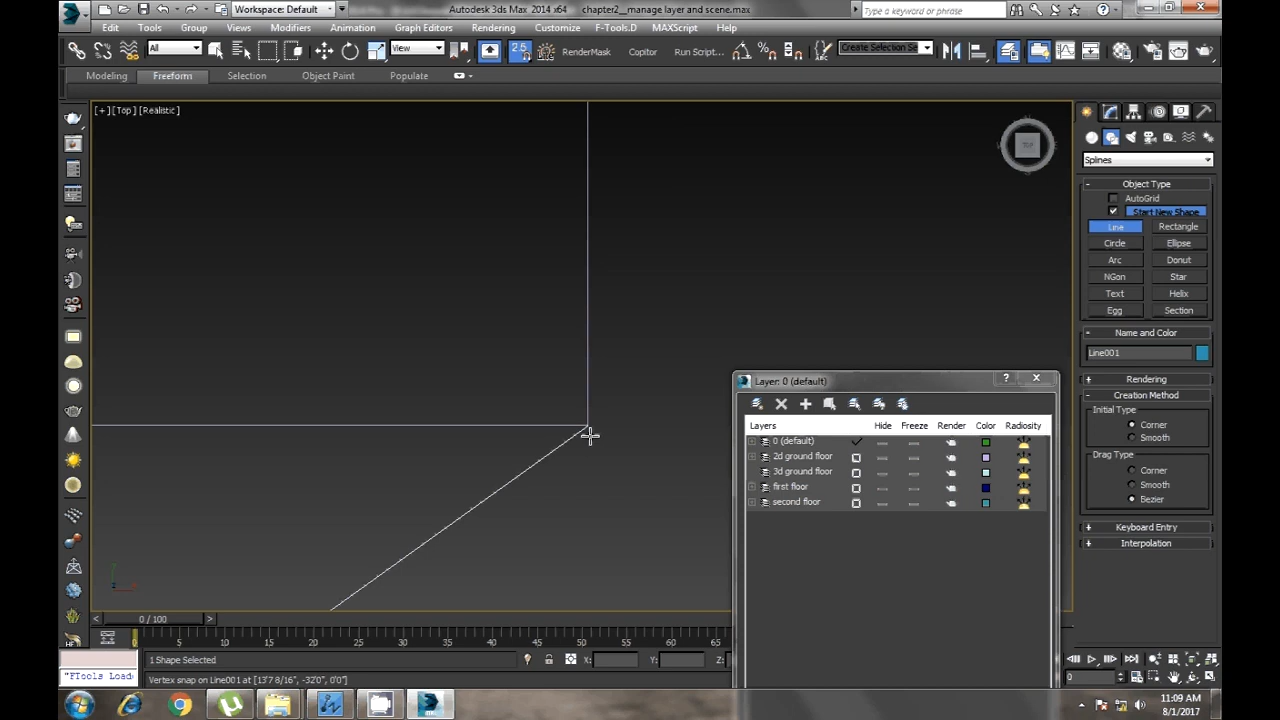 Workspace: Default
Autodesk 3ds Max 2014 x64
chapter2__manage layer and scene.max
Type a keyword or phrase
Edit
Tools
Group
Views
Modifiers
Animation
Graph Editors
Rendering
Customize
F-Tools.D
MAXScript
Help
All
View
2.5
RenderMask
Copitor
Run Script...
Create Selection Se
Modeling
Freeform
Selection
Object Paint
Populate
[+][Top][Realistic]
TOP
Splines
Object Type
AutoGrid
Start New Shape
Line
Rectangle
Circle
Ellipse
Arc
Donut
NGon
Star
Text
Helix
Egg
Section
Name and Color
Line001
Rendering
Creation Method
Initial Type
Corner
Smooth
Drag Type
Corner
Smooth
Bezier
Keyboard Entry
Interpolation
Layer: 0 (default)
Layers
Hide
Freeze
Render
Color
Radiosity
0 (default)
2d ground floor
3d ground floor
first floor
second floor
0 / 100
0
5
10
15
20
25
30
35
40
45
50
55
60
65
1 Shape Selected
X:
Y:
Z:
"FTools Load
Vertex snap on Line001 at [13'7 8/16", -32'0", 0'0"]
0
11:09 AM
8/1/2017